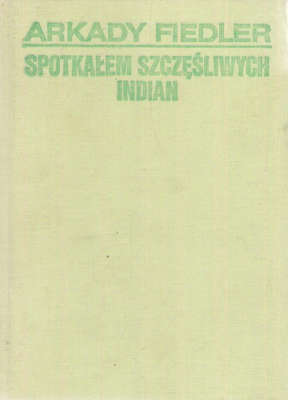 ARKADY FIEDLER
SPOTKAŁEM SZCZĘŚLIWYCH
INDIAN